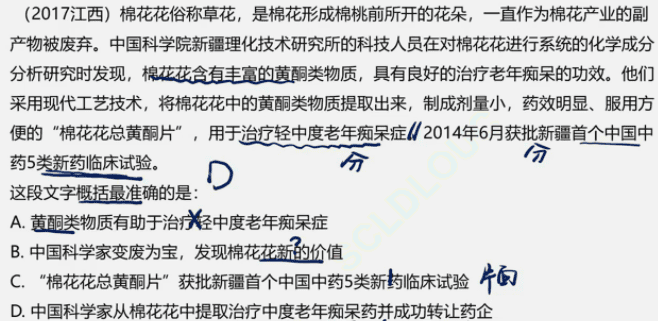 （2017江西）棉花花俗称草花，是棉花形成棉桃前所开的花朵，一直作为棉花产业的副
产物被废弃。中国科学院新疆理化技术研究所的科技人员在对棉花花进行系统的化学成分
分析研究时发现，棉花花含有丰富的黄酮类物质，具有良好的治疗老年痴呆的功效。他们
采用现代工艺技术，将棉花花中的黄酮类物质提取出来，制成剂量小，药效明显、服用方
便的“棉花花总黄酮片”，用于治疗轻中度老年痴呆症 2014年6月获批新疆首个中国中
分 分
药5类新药临床试验。
D
这段文字概括最准确的是：
A. 黄酮类物质有助于治疗轻中度老年痴呆症
B. 中国科学家变废为宝，发现棉花花新的价值
?
C. “棉花花总黄酮片”获批新疆首个中国中药5类新药临床试验 片面
D. 中国科学家从棉花花中提取治疗中度老年痴呆药并成功转让药企